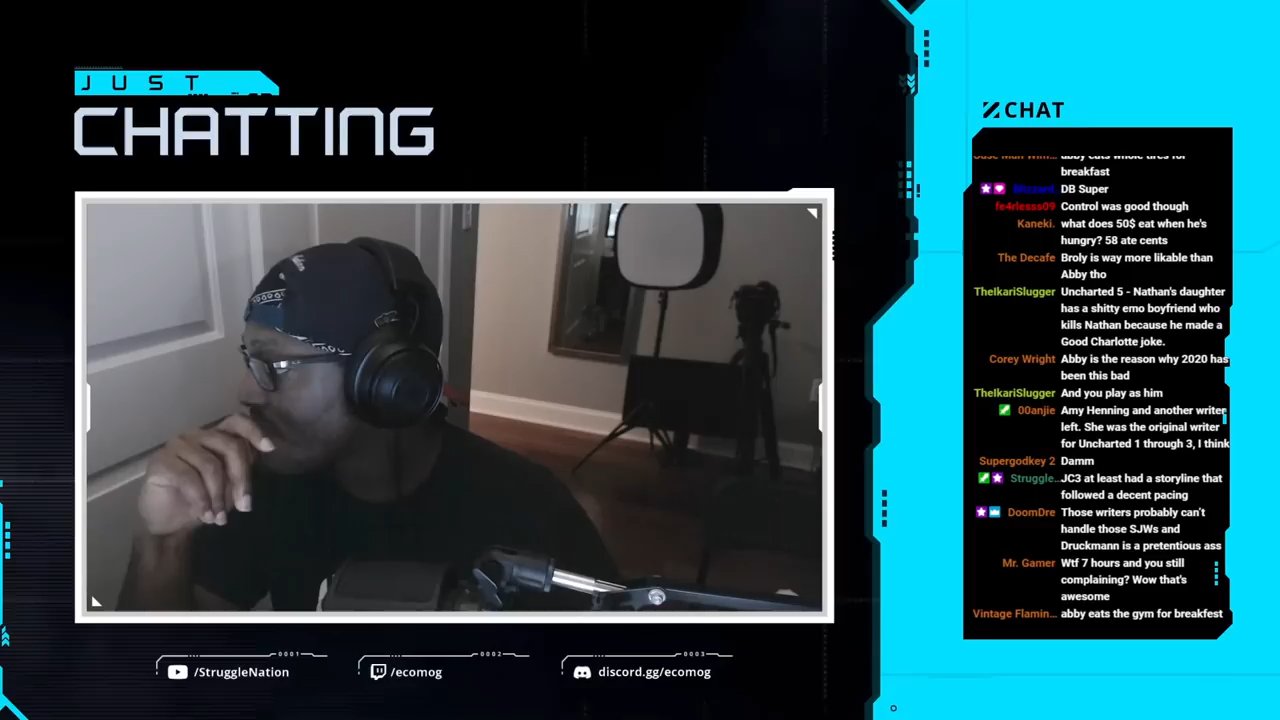 JUST
CHATTING
CHAT
abby eats whole tires for
breakfast
DB Super
fe4rlesss09 Control was good though
Kaneki. what does 50$ eat when he's
hungry? 58 ate cents
The Decafe Broly is way more likable than
Abby tho
TheIkariSlugger Uncharted 5 - Nathan's daughter
has a shitty emo boyfriend who
kills Nathan because he made a
Good Charlotte joke.
Corey Wright Abby is the reason why 2020 has
been this bad
TheIkariSlugger And you play as him
00anjie Amy Henning and another writer
left. She was the original writer
for Uncharted 1 through 3, I think
Supergodkey 2 Damm
Struggle... JC3 at least had a storyline that
followed a decent pacing
DoomDre Those writers probably can't
handle those SJWs and
Druckmann is a pretentious ass
Mr. Gamer Wtf 7 hours and you still
complaining? Wow that's
awesome
Vintage Flamin... abby eats the gym for breakfest
0001
/StruggleNation
0002
/ecomog
0003
discord.gg/ecomog